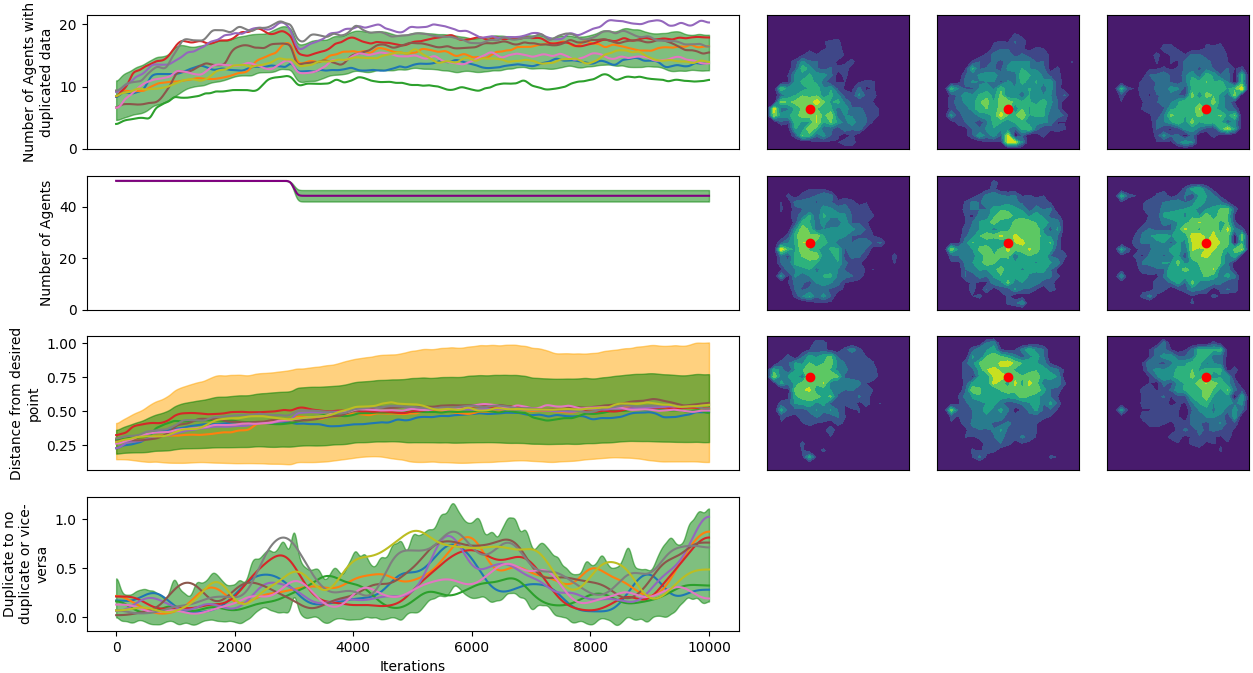 Number of Agents with
duplicated data
20
10
0
Number of Agents
40
20
0
Distance from desired
point
1.00
0.75
0.50
0.25
Duplicate to no
duplicate or vice-
versa
1.0
0.5
0.0
0 2000 4000 6000 8000 10000
Iterations